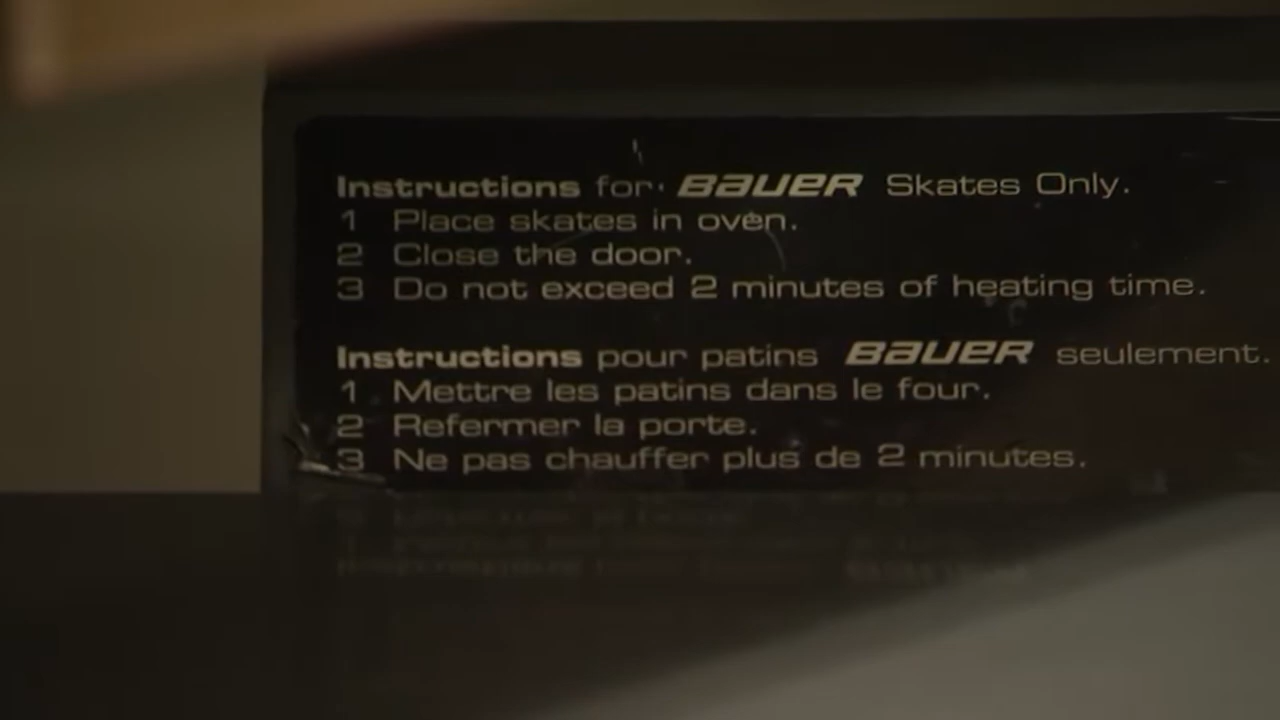 Instructions for BAUER Skates Only.
1 Place skates in oven.
2 Close the door.
3 Do not exceed 2 minutes of heating time.
Instructions pour patins BAUER seulement.
1 Mettre les patins dans le four.
2 Refermer la porte.
3 Ne pas chauffer plus de 2 minutes.